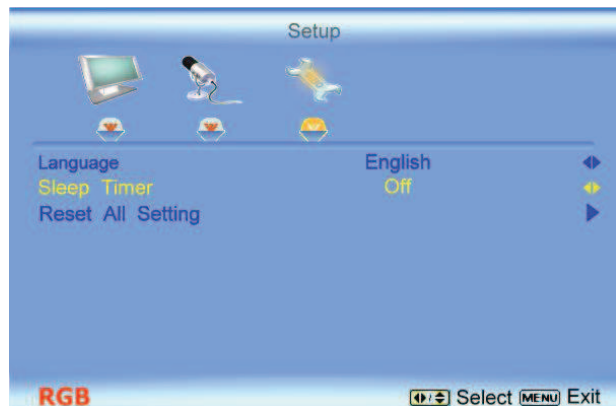 Setup
Language English
Sleep Timer Off
Reset All Setting
RGB Select MENU Exit